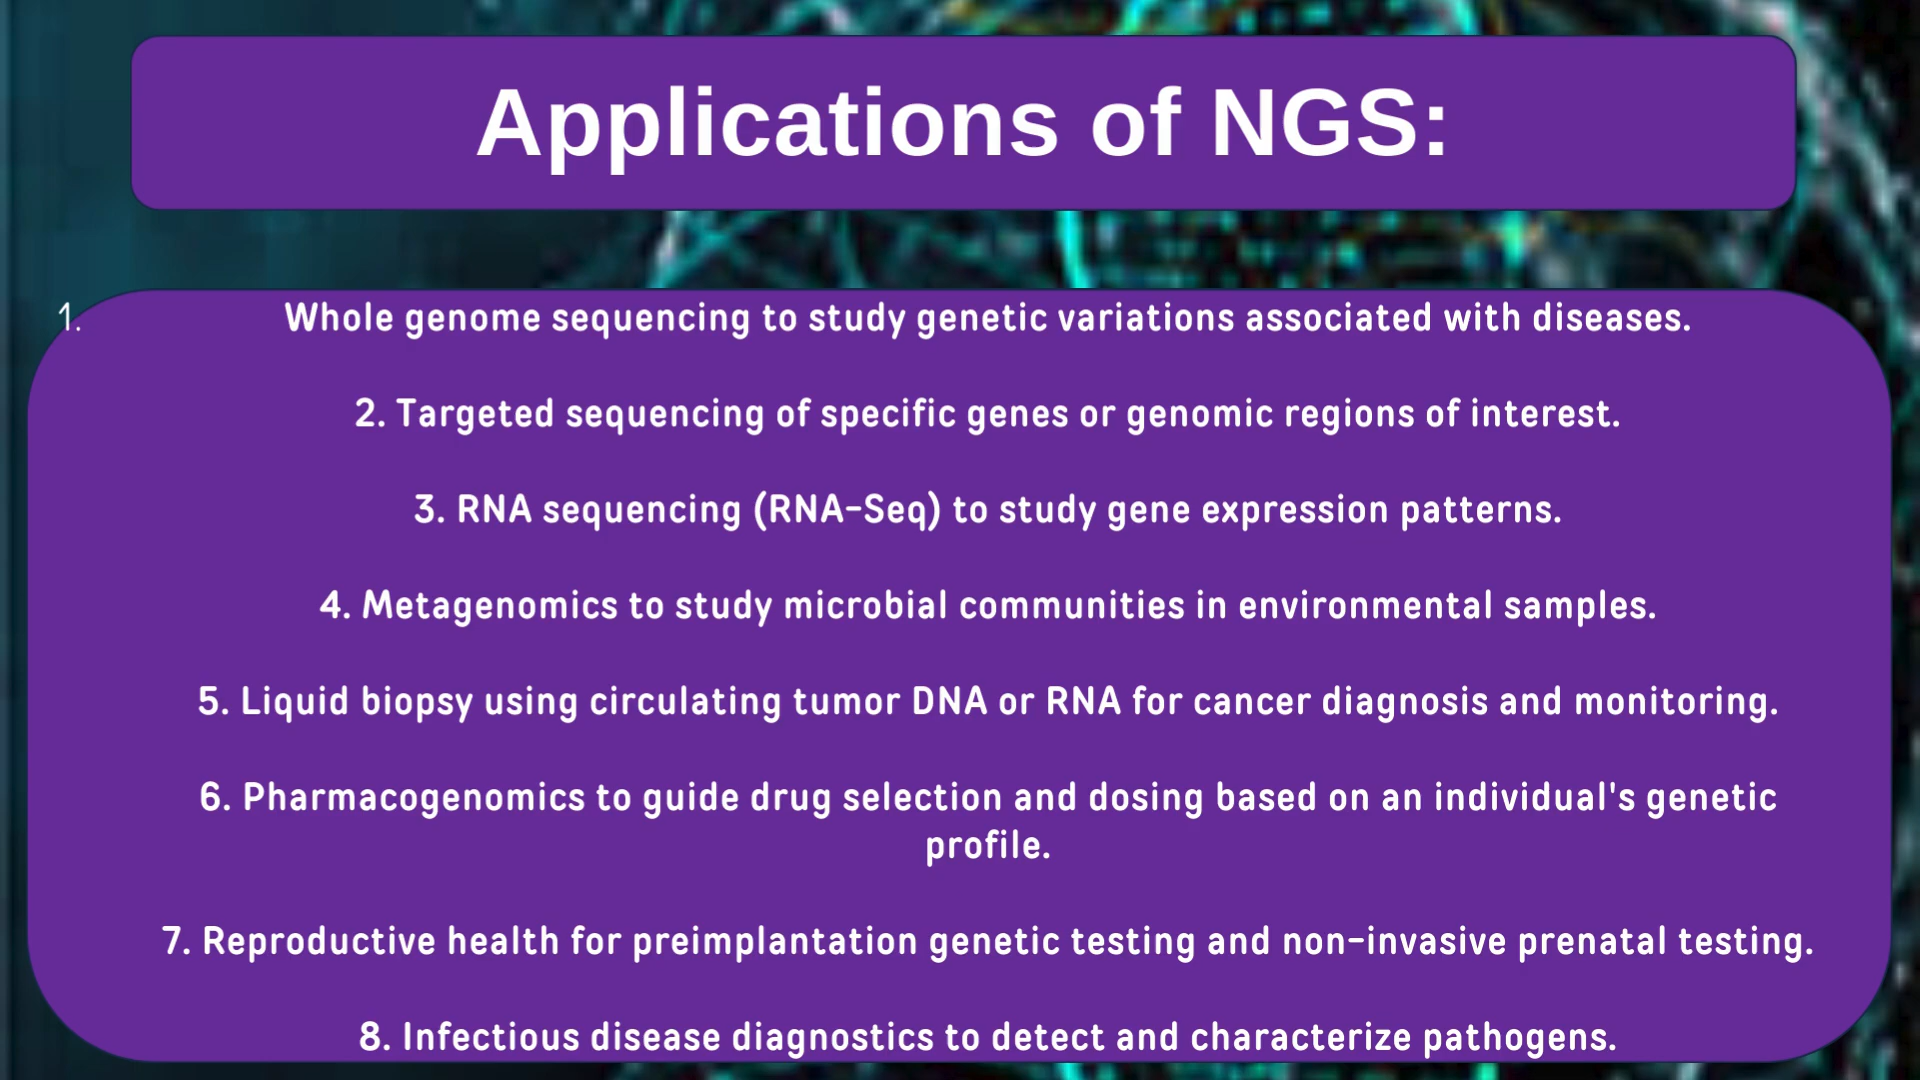 Applications of NGS:
1. Whole genome sequencing to study genetic variations associated with diseases.
2. Targeted sequencing of specific genes or genomic regions of interest.
3. RNA sequencing (RNA-Seq) to study gene expression patterns.
4. Metagenomics to study microbial communities in environmental samples.
5. Liquid biopsy using circulating tumor DNA or RNA for cancer diagnosis and monitoring.
6. Pharmacogenomics to guide drug selection and dosing based on an individual's genetic
profile.
7. Reproductive health for preimplantation genetic testing and non-invasive prenatal testing.
8. Infectious disease diagnostics to detect and characterize pathogens.